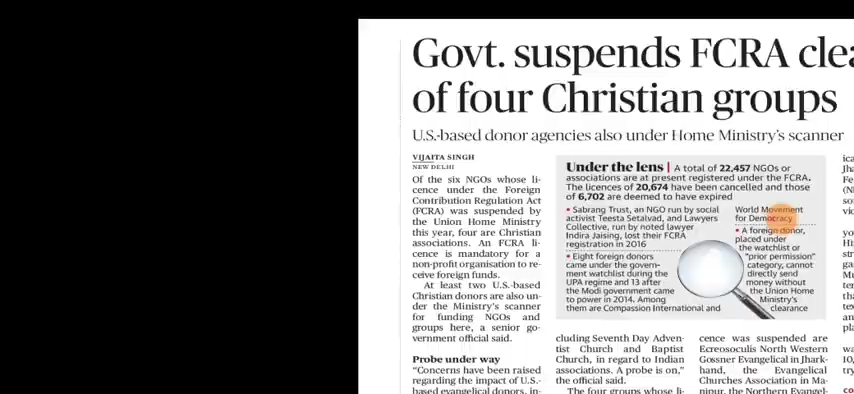 Govt. suspends FCRA
of four Christian groups
U.S.-based donor agencies also under Home Ministry's scanner
VIJAITA SINGH
NEW DELHI
Of the six NGOs whose li-
cence under the Foreign
Contribution Regulation Act
(FCRA) was suspended by
the Union Home Ministry
this year, four are Christian
associations. An FCRA li-
cence is mandatory for a
non-profit organisation to re-
ceive foreign funds.
At least two U.S.-based
Christian donors are also un-
der the Ministry's scanner
for funding NGOs and
groups here, a senior go-
vernment official said.
Probe under way
"Concerns have been raised
regarding the impact of U.S.-
based evangelical donors, in-
Under the lens | A total of 22,457 NGOs or
associations are at present registered under the FCRA.
The licences of 20,674 have been cancelled and those
of 6,702 are deemed to have expired
• Sabrang Trust, an NGO run by social
activist Teesta Setalvad, and Lawyers
Collective, run by noted lawyer
Indira Jaising, lost their FCRA
registration in 2016
• Eight foreign donors
came under the govern-
ment watchlist during the
UPA regime and 13 after
the Modi government came
to power in 2014. Among
them are Compassion International and
World Movement
for Democracy
• A foreign donor,
placed under
the watchlist or
"prior permission"
category, cannot
directly send
money without
the Union Home
Ministry's
clearance
cluding Seventh Day Adven-
tist Church and Baptist
Church, in regard to Indian
associations. A probe is on,"
the official said.
The four groups whose li-
cence was suspended are
Ecreosoculis North Western
Gossner Evangelical in Jhark-
hand, the Evangelical
Churches Association in Ma-
nipur, the Northern Evangel-